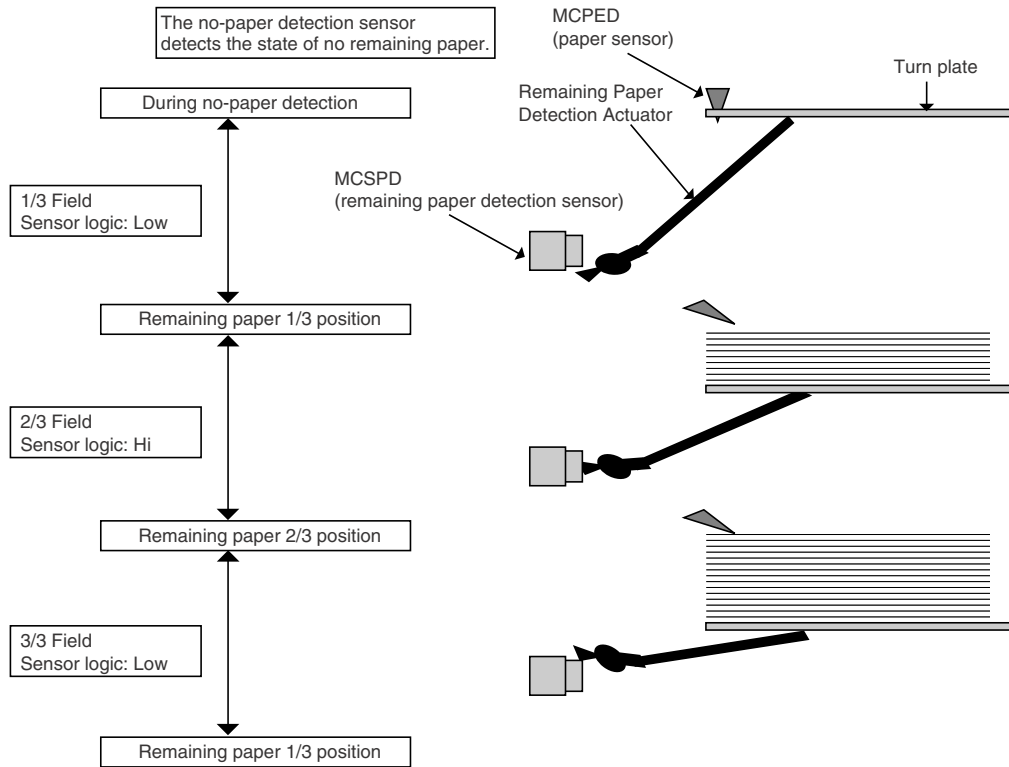 The no-paper detection sensor
detects the state of no remaining paper.
During no-paper detection
1/3 Field
Sensor logic: Low
Remaining paper 1/3 position
2/3 Field
Sensor logic: Hi
Remaining paper 2/3 position
3/3 Field
Sensor logic: Low
Remaining paper 1/3 position
MCPED
(paper sensor)
Turn plate
Remaining Paper
Detection Actuator
MCSPD
(remaining paper detection sensor)